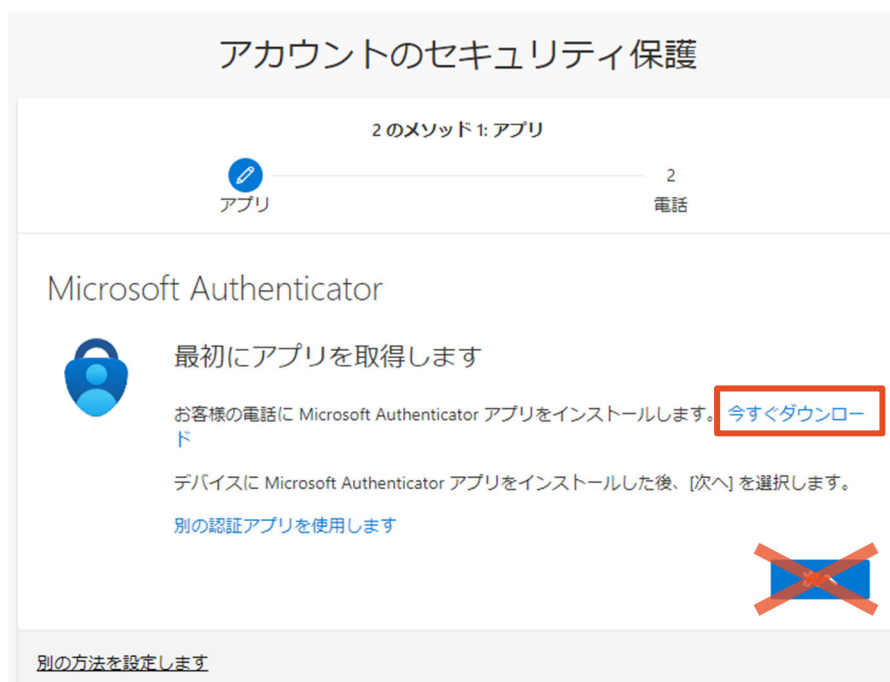 アカウントのセキュリティ保護
2 のメソッド 1: アプリ
2
アプリ
電話
Microsoft Authenticator
最初にアプリを取得します
お客様の電話に Microsoft Authenticator アプリをインストールします。今すぐダウンロー
ド
デバイスに Microsoft Authenticator アプリをインストールした後、[次へ] を選択します。
別の認証アプリを使用します
別の方法を設定します